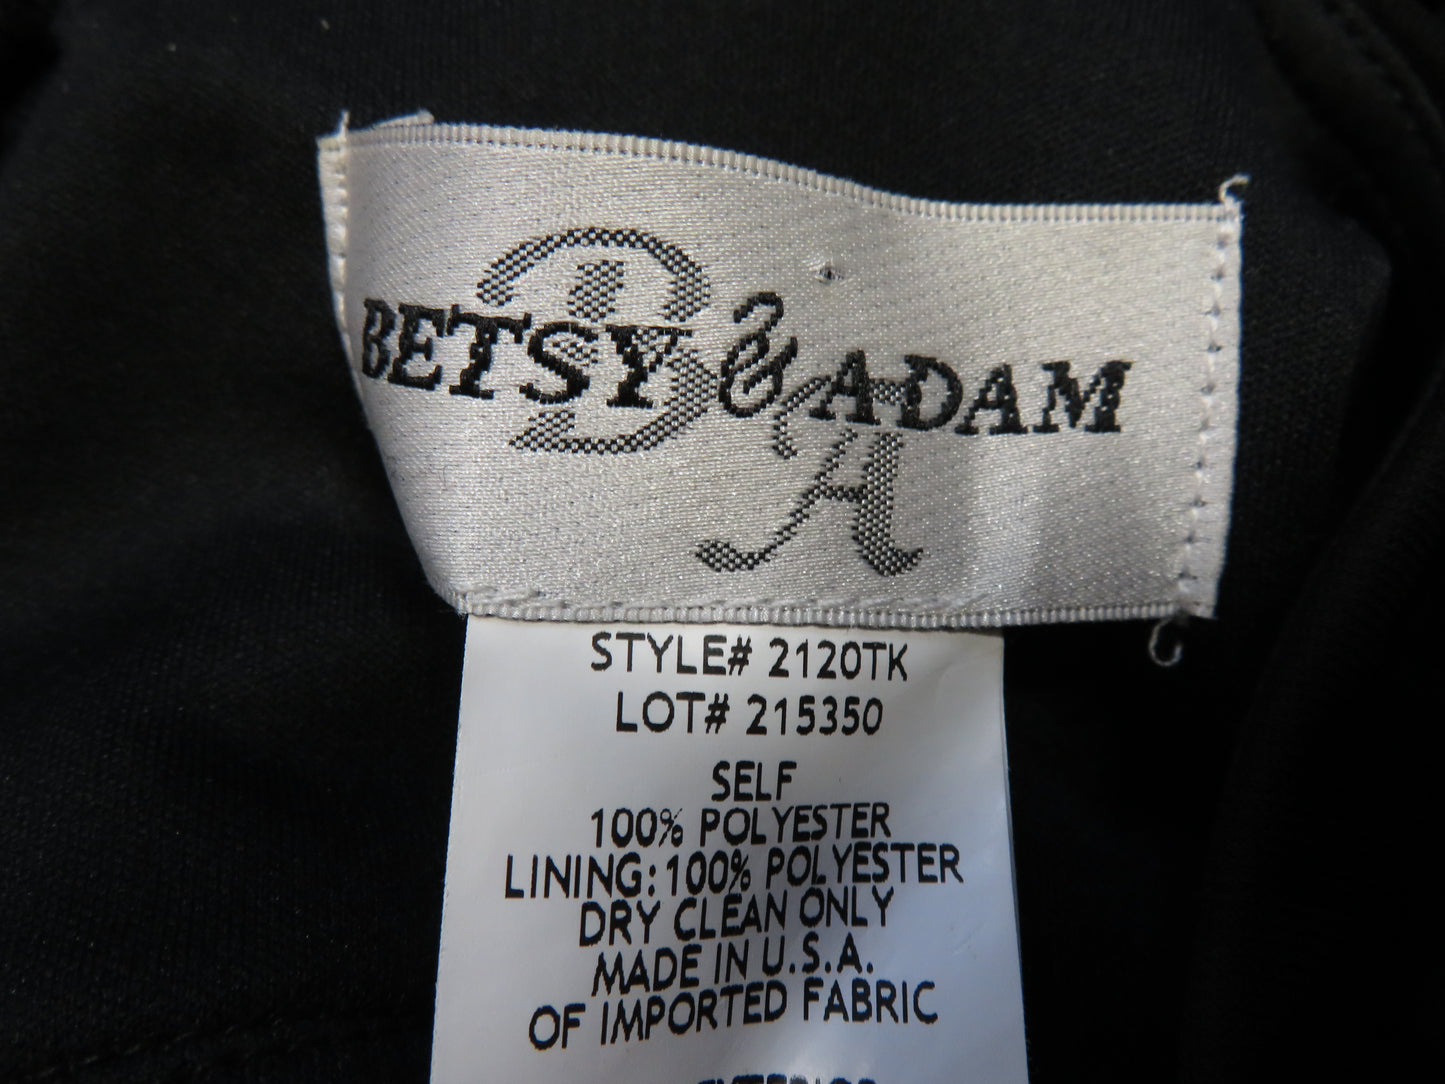 BETSY & ADAM
B
A
STYLE# 2120TK
LOT# 215350
SELF
100% POLYESTER
LINING: 100% POLYESTER
DRY CLEAN ONLY
MADE IN U.S.A.
OF IMPORTED FABRIC